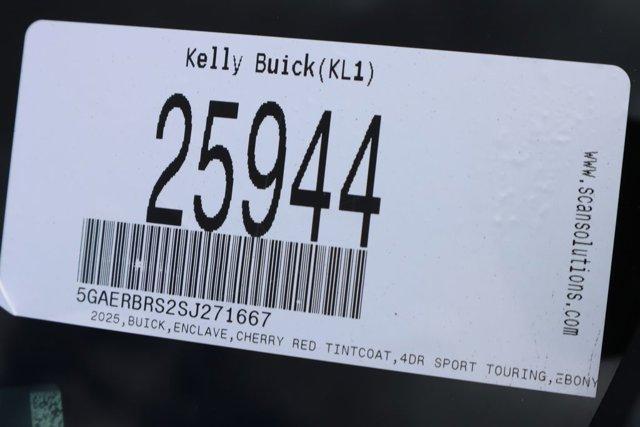 Kelly Buick(KL1)
25944
5GAERBRS2SJ271667
2025,BUICK,ENCLAVE,CHERRY RED TINTCOAT,4DR SPORT TOURING,EBONY
www.scansolutions.com